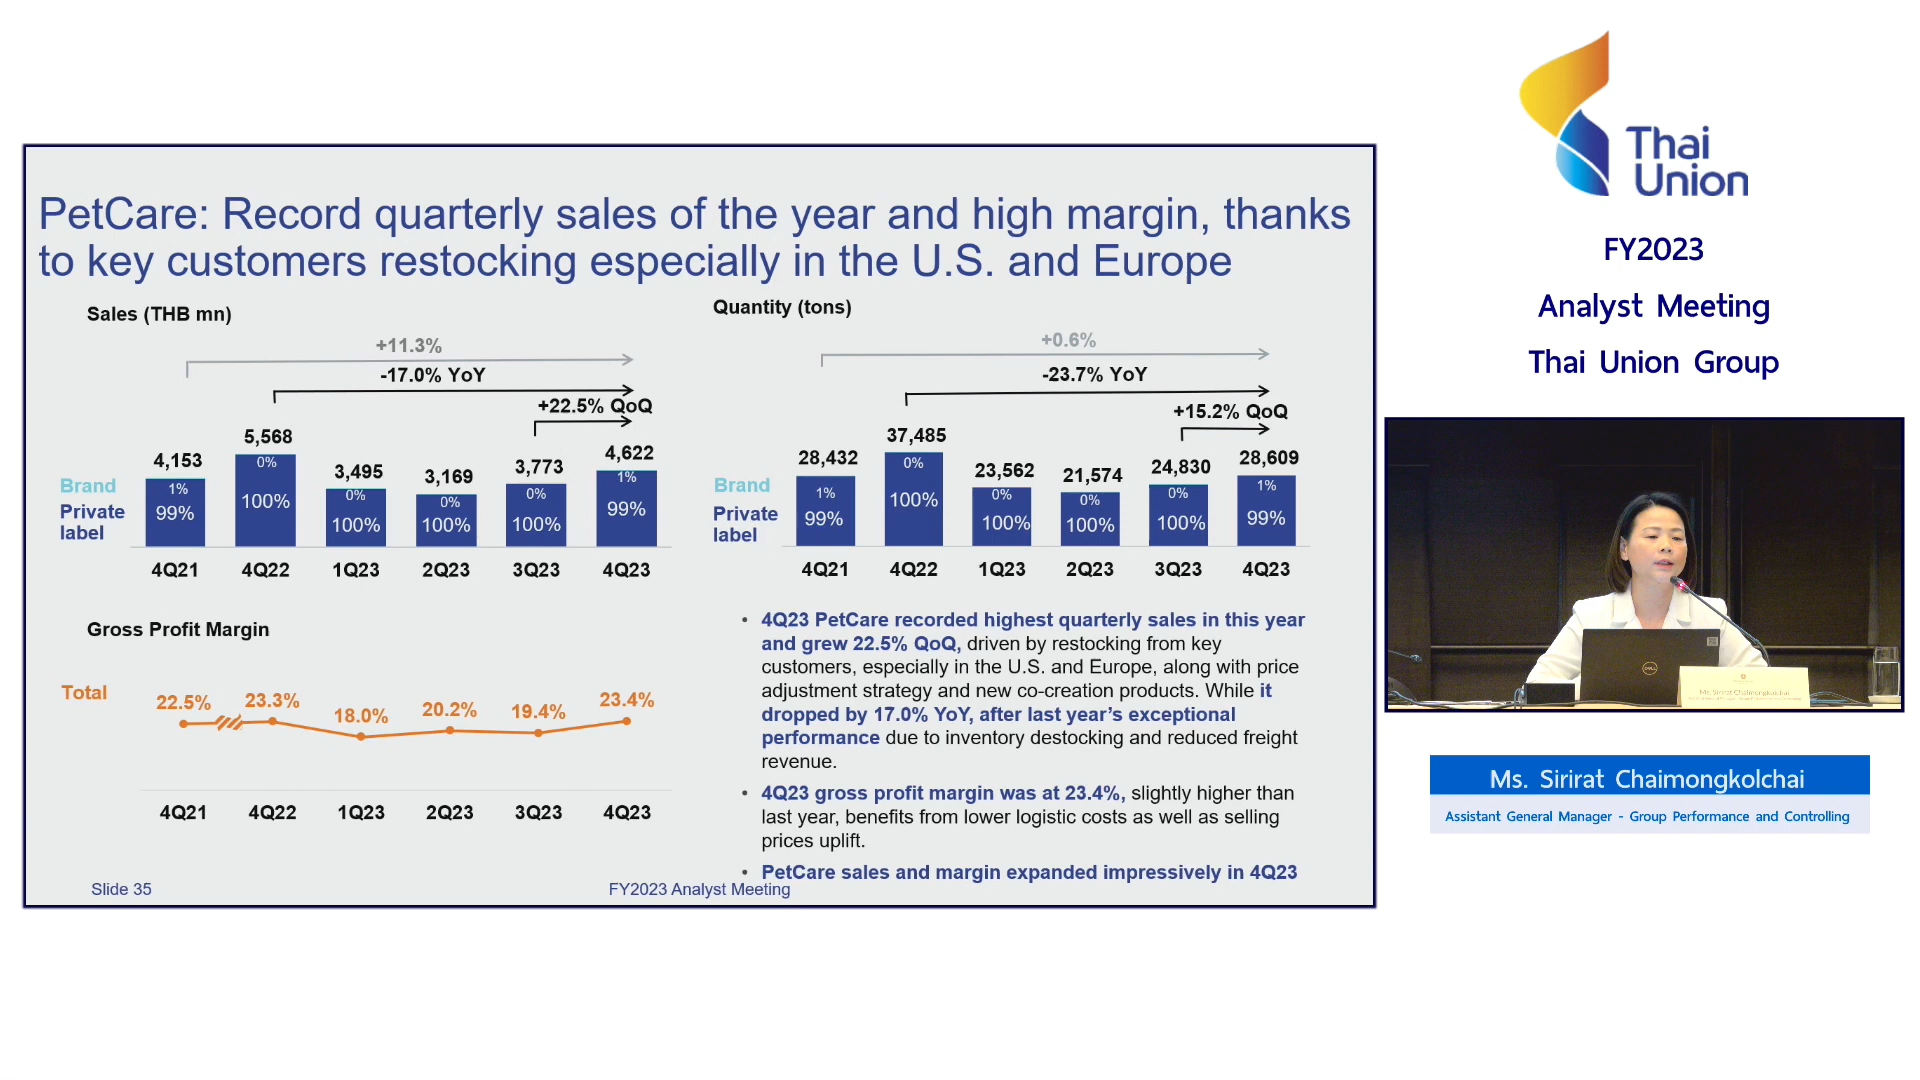 PetCare: Record quarterly sales of the year and high margin, thanks
to key customers restocking especially in the U.S. and Europe
Sales (THB mn)
+11.3%
-17.0% YoY
+22.5% QoQ
4,153
5,568
3,495
3,169
3,773
4,622
Brand
1%
0%
0%
0%
0%
1%
Private
label
99%
100%
100%
100%
100%
99%
4Q21
4Q22
1Q23
2Q23
3Q23
4Q23
Quantity (tons)
+0.6%
-23.7% YoY
+15.2% QoQ
28,432
37,485
23,562
21,574
24,830
28,609
Brand
1%
0%
0%
0%
0%
1%
Private
label
99%
100%
100%
100%
100%
99%
4Q21
4Q22
1Q23
2Q23
3Q23
4Q23
Gross Profit Margin
Total
22.5%
23.3%
18.0%
20.2%
19.4%
23.4%
4Q21
4Q22
1Q23
2Q23
3Q23
4Q23
• 4Q23 PetCare recorded highest quarterly sales in this year
and grew 22.5% QoQ, driven by restocking from key
customers, especially in the U.S. and Europe, along with price
adjustment strategy and new co-creation products. While it
dropped by 17.0% YoY, after last year’s exceptional
performance due to inventory destocking and reduced freight
revenue.
• 4Q23 gross profit margin was at 23.4%, slightly higher than
last year, benefits from lower logistic costs as well as selling
prices uplift.
• PetCare sales and margin expanded impressively in 4Q23
Slide 35
FY2023 Analyst Meeting
Thai
Union
FY2023
Analyst Meeting
Thai Union Group
DELL
Ms. Sirirat Chaimongkolchai
Ms. Sirirat Chaimongkolchai
Assistant General Manager - Group Performance and Controlling